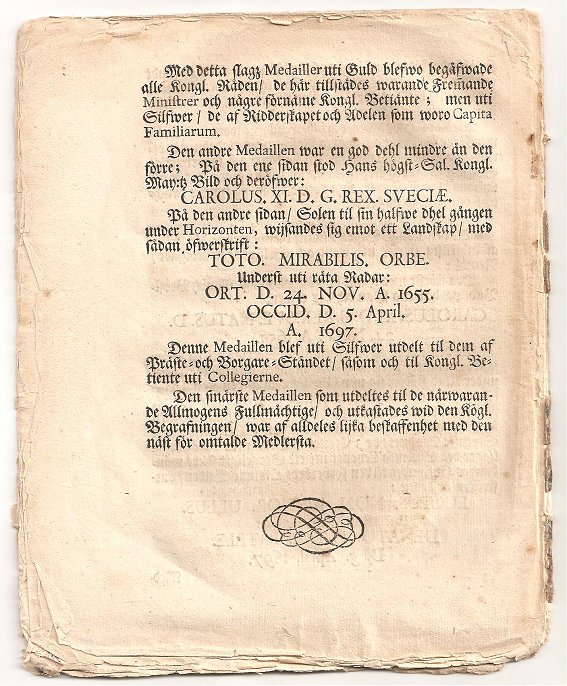 Med detta slagz Medailler uti Guld blefwo begåfwade
alle Kongl. Råden/ de här tillstädes warande Fremande
Ministrer och någre förnäme Kongl. Betiänte; men uti
Silfwer/ de af Ridderskapet och Adelen som woro Capita
Familiarum.
Den andre Medaillen war en god dehl mindre än den
förre; På den ene sidan stod Hans högst-Sal. Kongl.
May:tz Bild och deröfwer:
CAROLUS. XI. D. G. REX. SVECIÆ.
På den andre sidan/ Solen til sin halfwe dhel gången
under Horizonten, wijsandes sig emot ett Landskap/ med
sådan öfwerskrift:
TOTO. MIRABILIS. ORBE.
Underst uti räta Radar:
ORT. D. 24. NOV. A. 1655.
OCCID. D. 5. April.
A. 1697.
Denne Medaillen blef uti Silfwer utdelt til dem af
Präste- och Borgare-Ståndet/ såsom och til Kongl. Be-
tiente uti Collegierne.
Den smärste Medaillen som utdeltes til de närwaran-
de Allmogens Fullmächtige/ och utkastades wid den Kögl.
Begrafningen/ war af alldeles lijka beskaffenhet med den
näst för omtalde Medlersta.